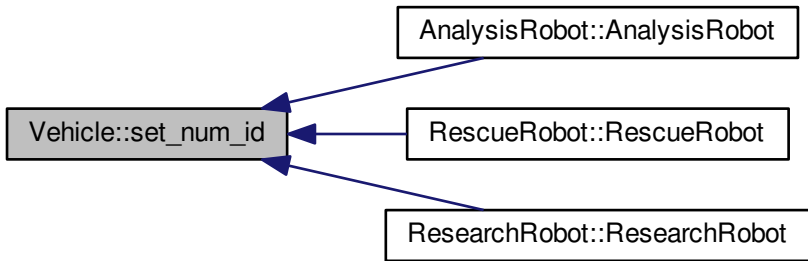 AnalysisRobot::AnalysisRobot
Vehicle::set_num_id
RescueRobot::RescueRobot
ResearchRobot::ResearchRobot